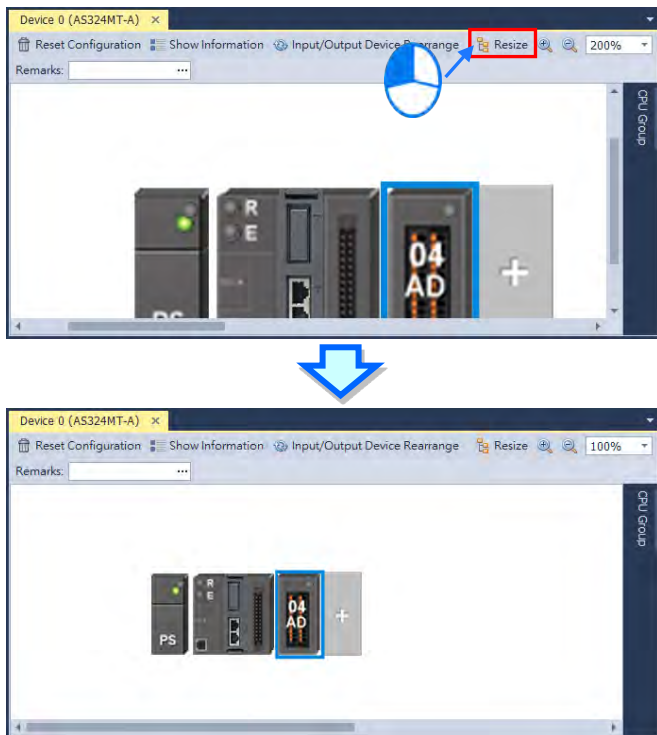 Device 0 (AS324MT-A) ×
Reset Configuration Show Information Input/Output Device Rearrange Resize 200%
Remarks: ...
CPU Group
R
E
04
AD
+
PS
Device 0 (AS324MT-A) ×
Reset Configuration Show Information Input/Output Device Rearrange Resize 100%
Remarks: ...
CPU Group
R
E
04
AD
+
PS